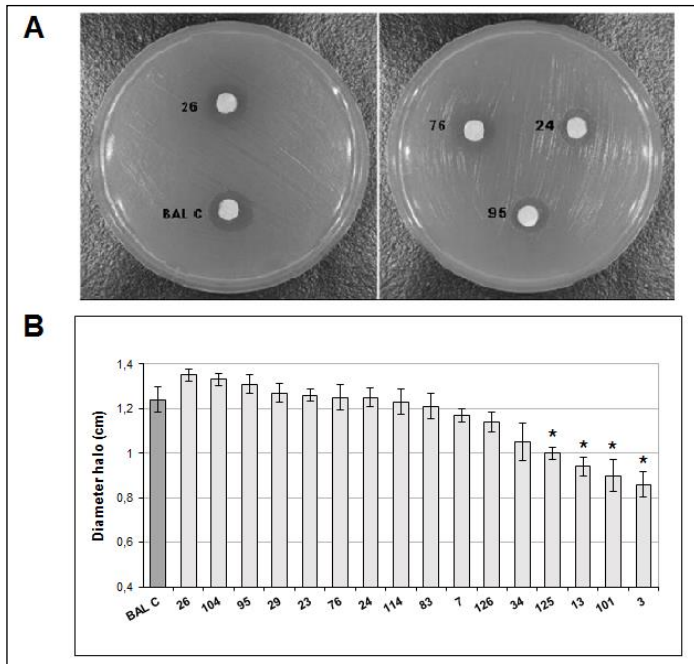 A
26
BAL C
76
24
95
B
Diameter halo (cm)
1,4
1,2
1
0,8
0,6
0,4
* * * *
BAL C 26 104 95 29 23 76 24 114 83 7 126 34 125 13 101 3